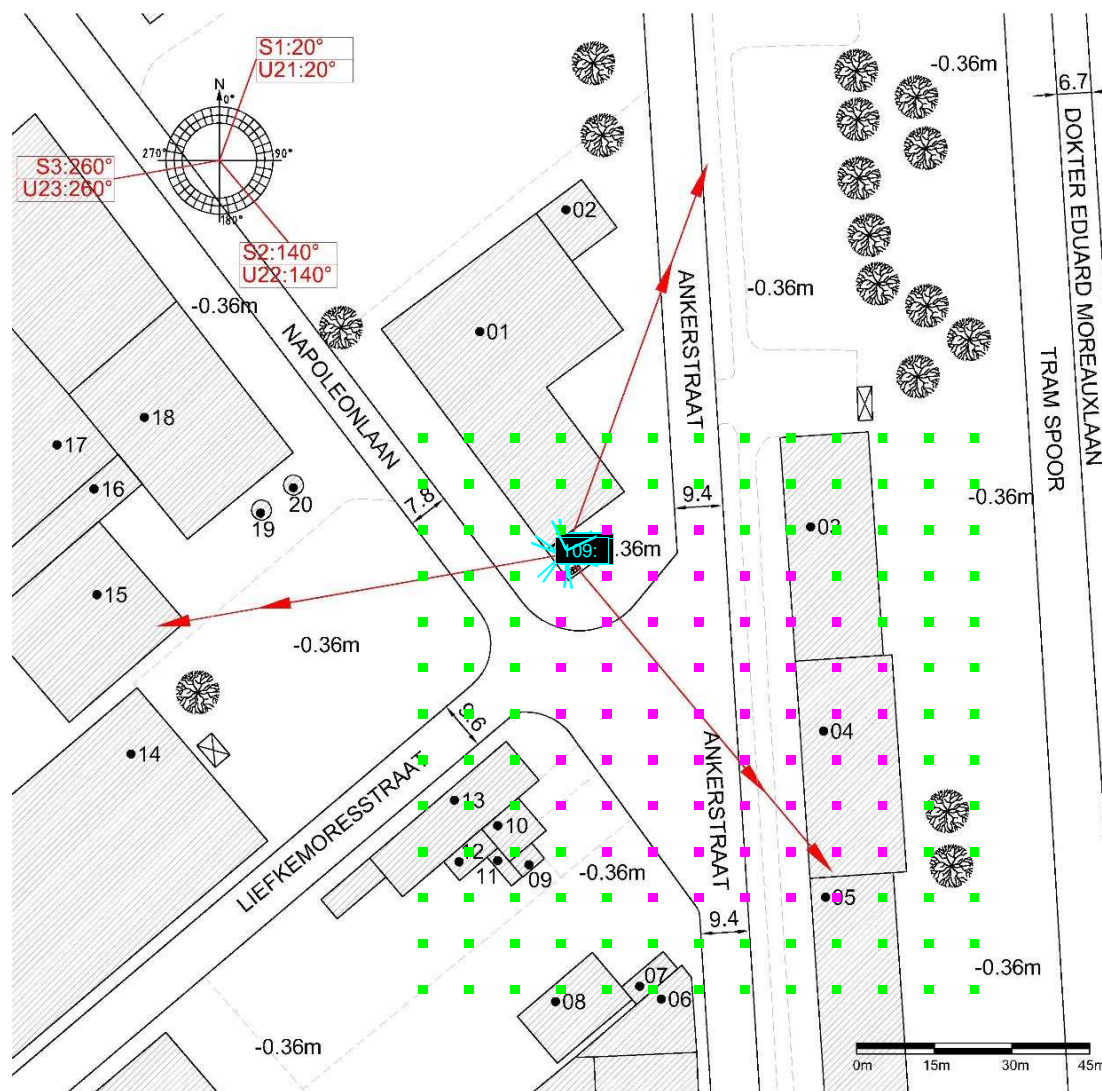 S1:20°
U21:20°
N
0°
270°
90°
180°
S3:260°
U23:260°
S2:140°
U22:140°
-0.36m
-0.36m
6.7
DOKTER EDUARD MOREAUXLAAN
TRAM SPOOR
02
-0.36m
-0.36m
01
NAPOLEONLAAN
ANKERSTRAAT
18
17
16
20
19
7.8
9.4
-0.36m
03
109:
.36m
15
-0.36m
9.6
14
04
ANKERSTRAAT
LIEFKEMORESSTRAAT
13
10
12
11
09
-0.36m
05
9.4
07
06
08
-0.36m
-0.36m
0m 15m 30m 45m